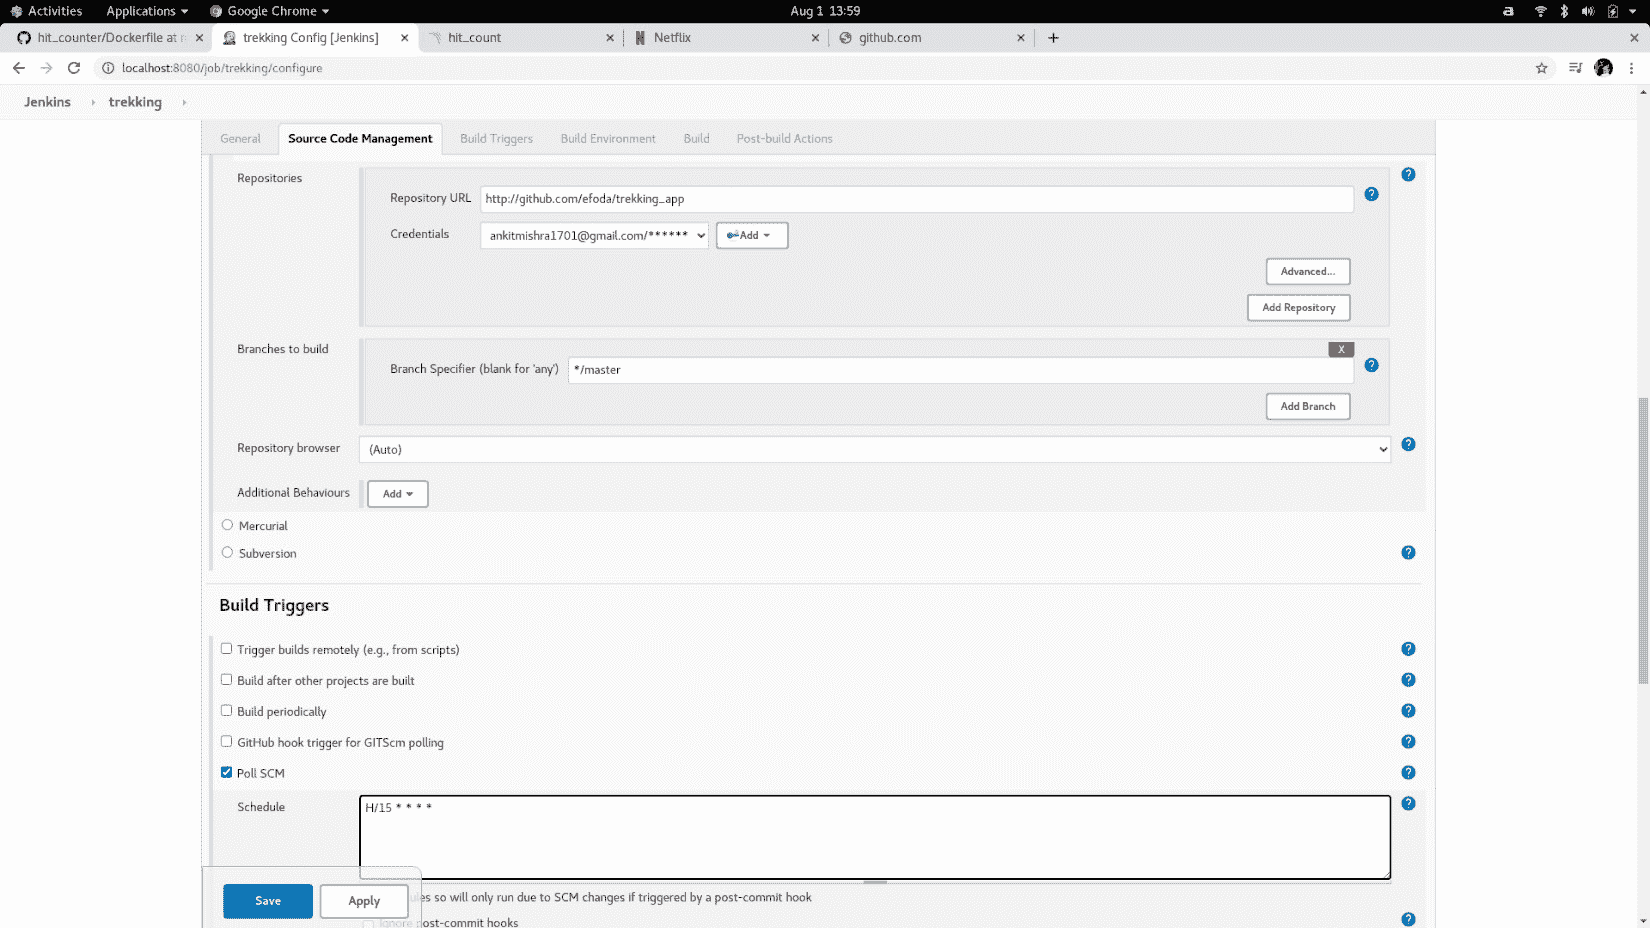 Activities Applications Google Chrome Aug 1 13:59
hit_counter/Dockerfile at r trekking Config [Jenkins] hit_count Netflix github.com
localhost:8080/job/trekking/configure
Jenkins trekking
General Source Code Management Build Triggers Build Environment Build Post-build Actions
Repositories
Repository URL http://github.com/efoda/trekking_app
Credentials ankitmishra1701@gmail.com/****** Add
Advanced...
Add Repository
Branches to build
X
Branch Specifier (blank for 'any') */master
Add Branch
Repository browser (Auto)
Additional Behaviours Add
Mercurial
Subversion
Build Triggers
Trigger builds remotely (e.g., from scripts)
Build after other projects are built
Build periodically
GitHub hook trigger for GITScm polling
Poll SCM
Schedule H/15 * * * *
Save Apply
so will only run due to SCM changes if triggered by a post-commit hook
Ignore post-commit hooks